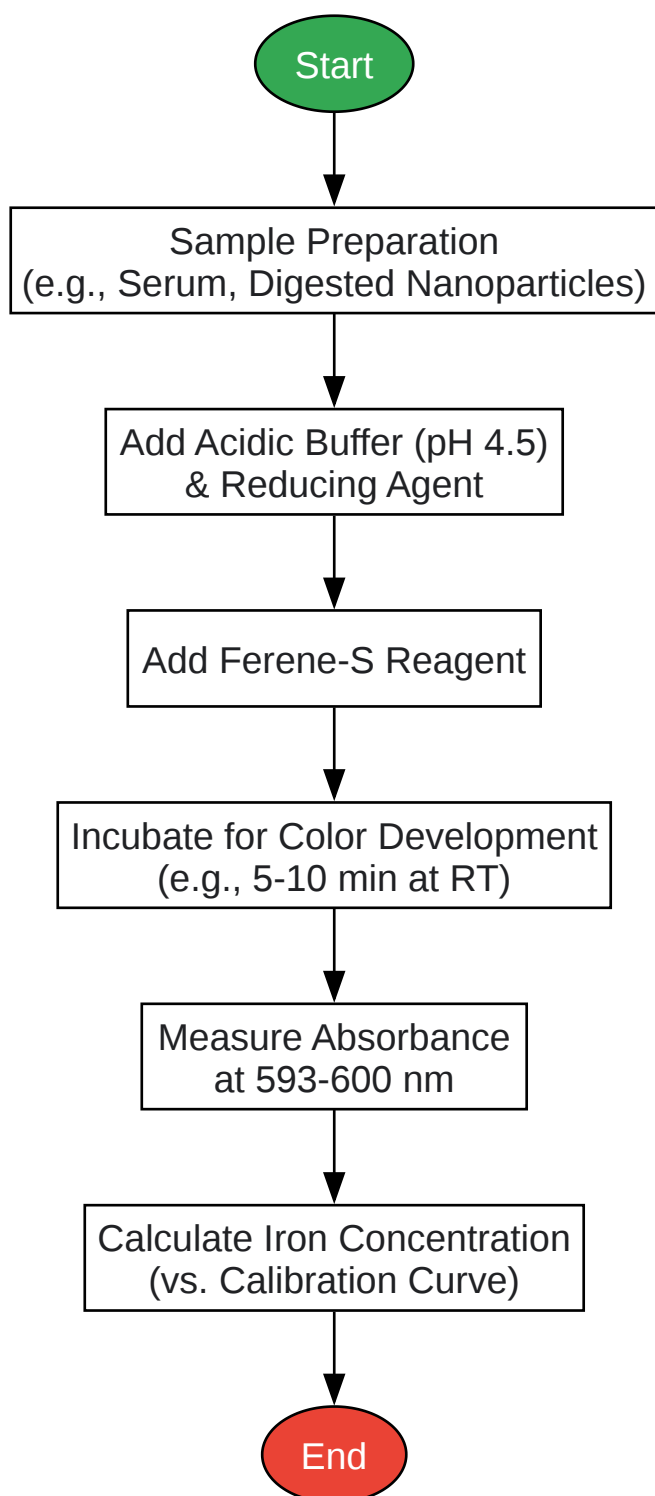 Start
Sample Preparation
(e.g., Serum, Digested Nanoparticles)
Add Acidic Buffer (pH 4.5)
& Reducing Agent
Add Ferene-S Reagent
Incubate for Color Development
(e.g., 5-10 min at RT)
Measure Absorbance
at 593-600 nm
Calculate Iron Concentration
(vs. Calibration Curve)
End